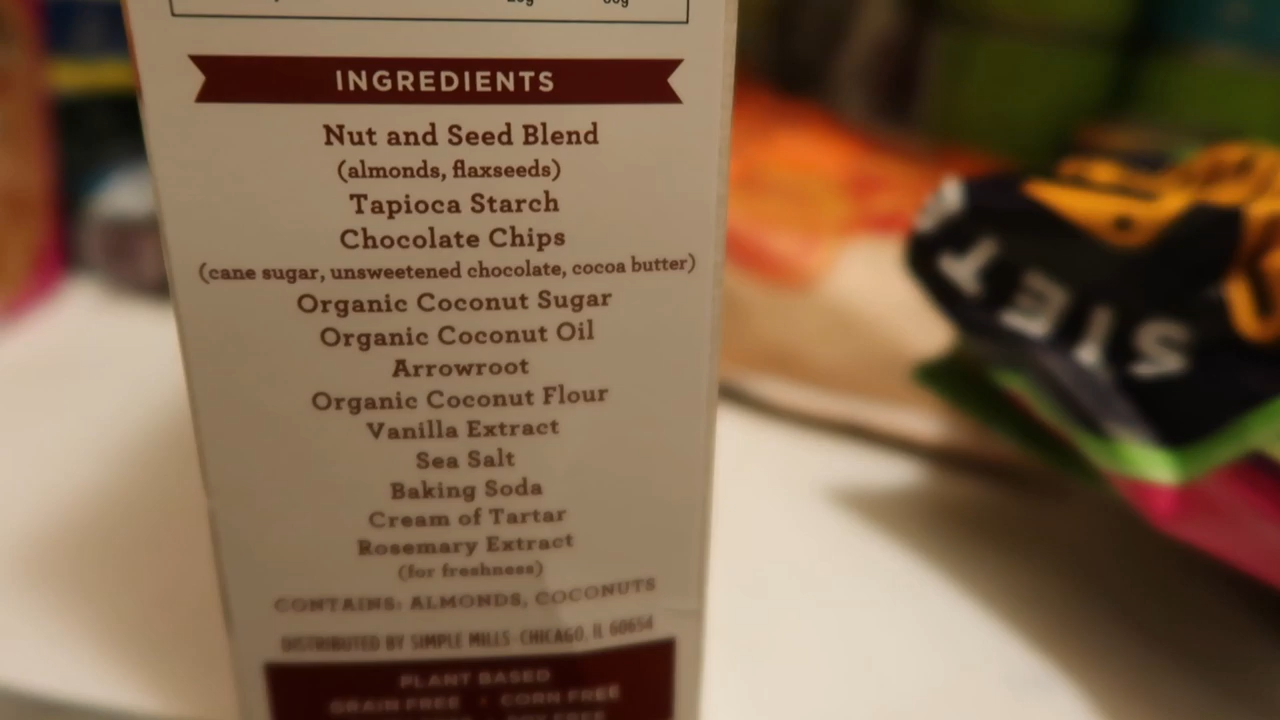 INGREDIENTS
Nut and Seed Blend
(almonds, flaxseeds)
Tapioca Starch
Chocolate Chips
(cane sugar, unsweetened chocolate, cocoa butter)
Organic Coconut Sugar
Organic Coconut Oil
Arrowroot
Organic Coconut Flour
Vanilla Extract
Sea Salt
Baking Soda
Cream of Tartar
Rosemary Extract
(for freshness)
CONTAINS: ALMONDS, COCONUTS
DISTRIBUTED BY SIMPLE MILLS CHICAGO, IL 60654
PLANT BASED
GRAIN FREE · CORN FREE
SIET